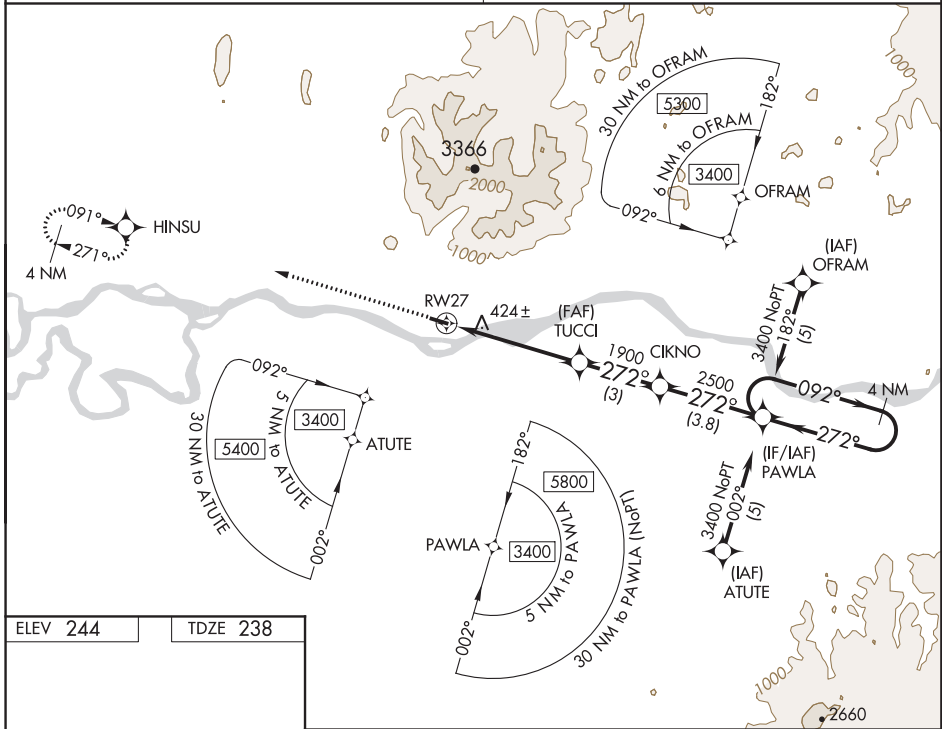 1000
30 NM to OFRAM
5300
182°
6 NM to OFRAM
3400
OFRAM
092°
3366
2000
1000
091°
HINSU
271°
4 NM
(IAF)
OFRAM
3400 NoPT
182°
(5)
RW27
424±
(FAF)
TUCCI
1900
CIKNO
272°
(3)
2500
272°
(3.8)
092°
4 NM
272°
(IF/IAF)
PAWLA
3400 NoPT
002°
(5)
(IAF)
ATUTE
092°
5 NM to ATUTE
3400
ATUTE
5400
30 NM to ATUTE
002°
182°
5800
PAWLA
3400
5 NM to PAWLA
30 NM to PAWLA (NoPT)
002°
ELEV 244
TDZE 238
1000
2660